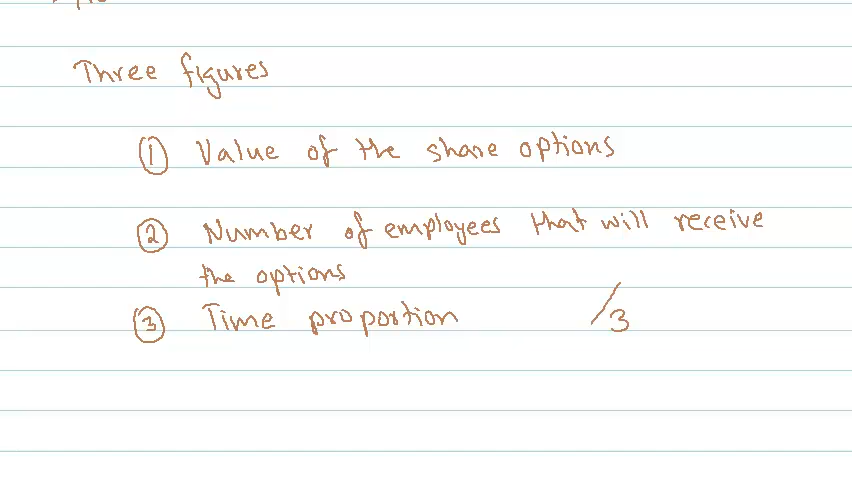 Three figures
① Value of the share options
② Number of employees that will receive
the options
③ Time proportion /3